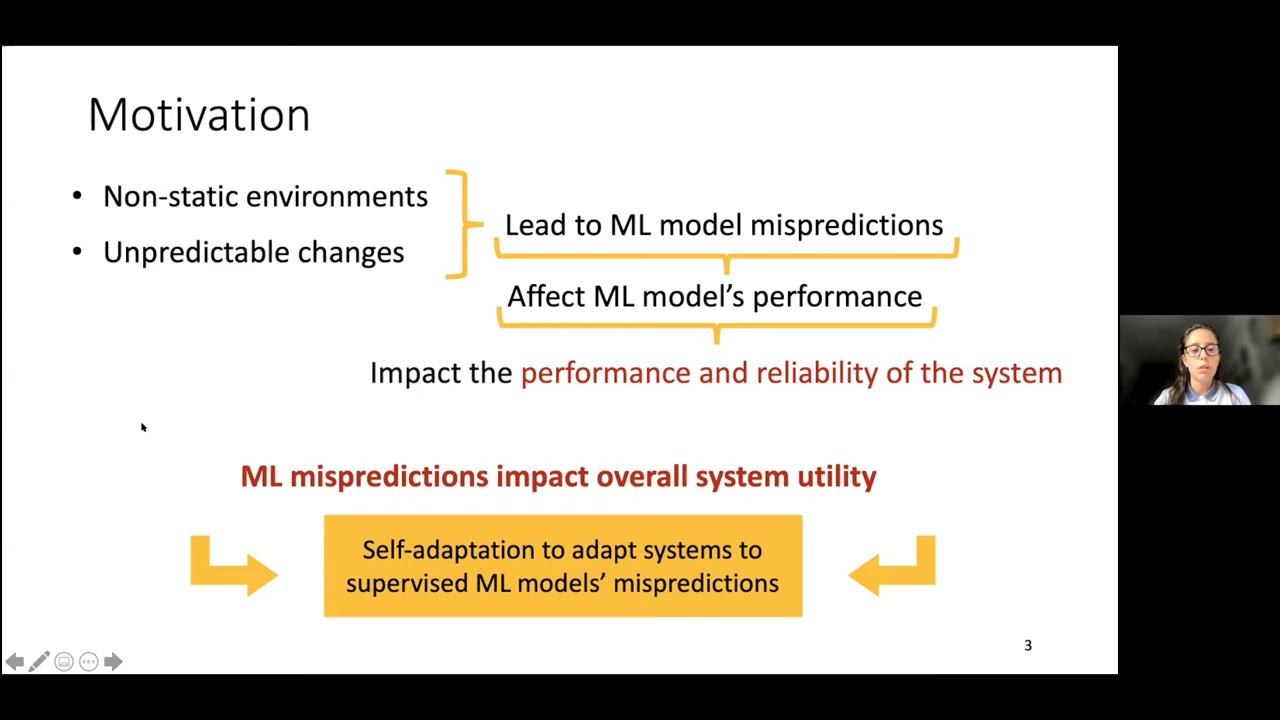 Motivation
• Non-static environments
• Unpredictable changes
Lead to ML model mispredictions
Affect ML model’s performance
Impact the performance and reliability of the system
ML mispredictions impact overall system utility
Self-adaptation to adapt systems to
supervised ML models’ mispredictions
3